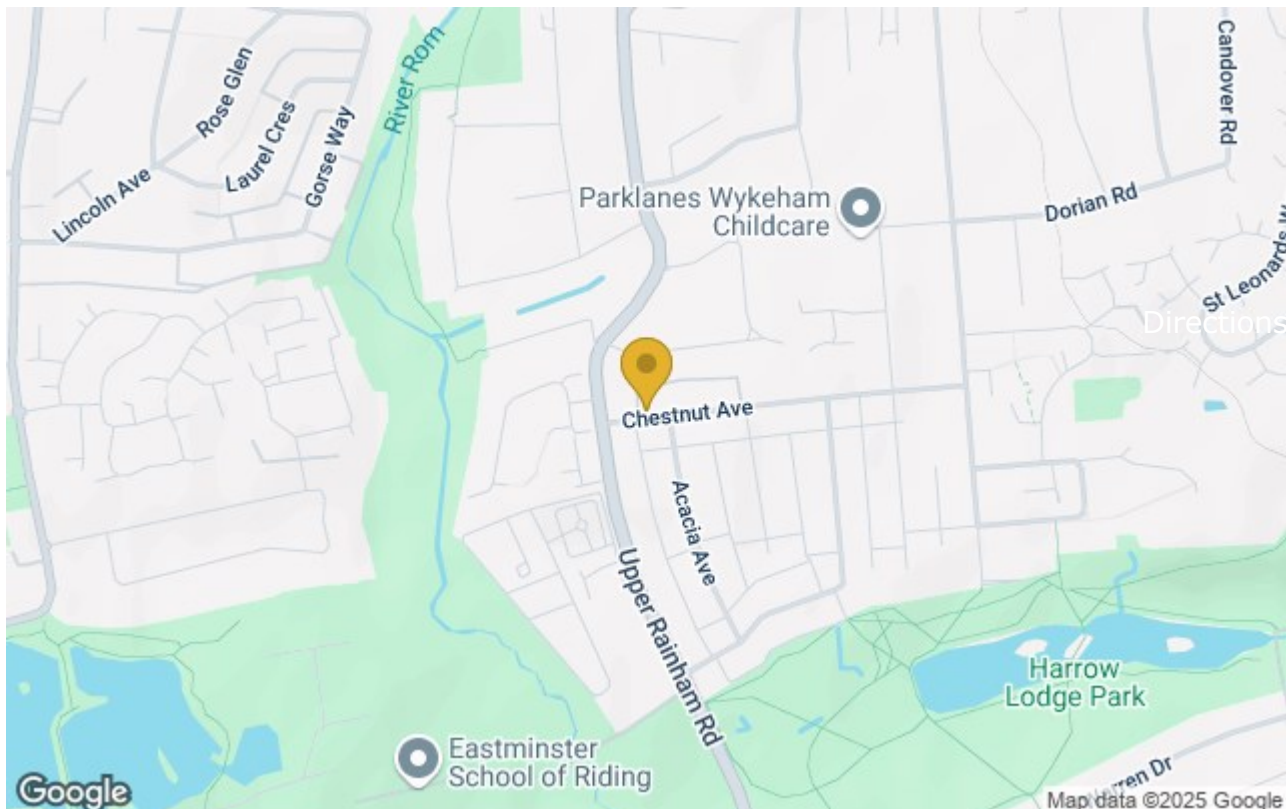 River Rom
Rose Glen
Laurel Cres
Gorse Way
Lincoln Ave
Candover Rd
Parklanes Wykeham
Childcare
Dorian Rd
St Leonards
Directions
Chestnut Ave
Acacia Ave
Upper Rainham Rd
Harrow
Lodge Park
Eastminster
School of Riding
Dr
Google
Map data ©2025 Google